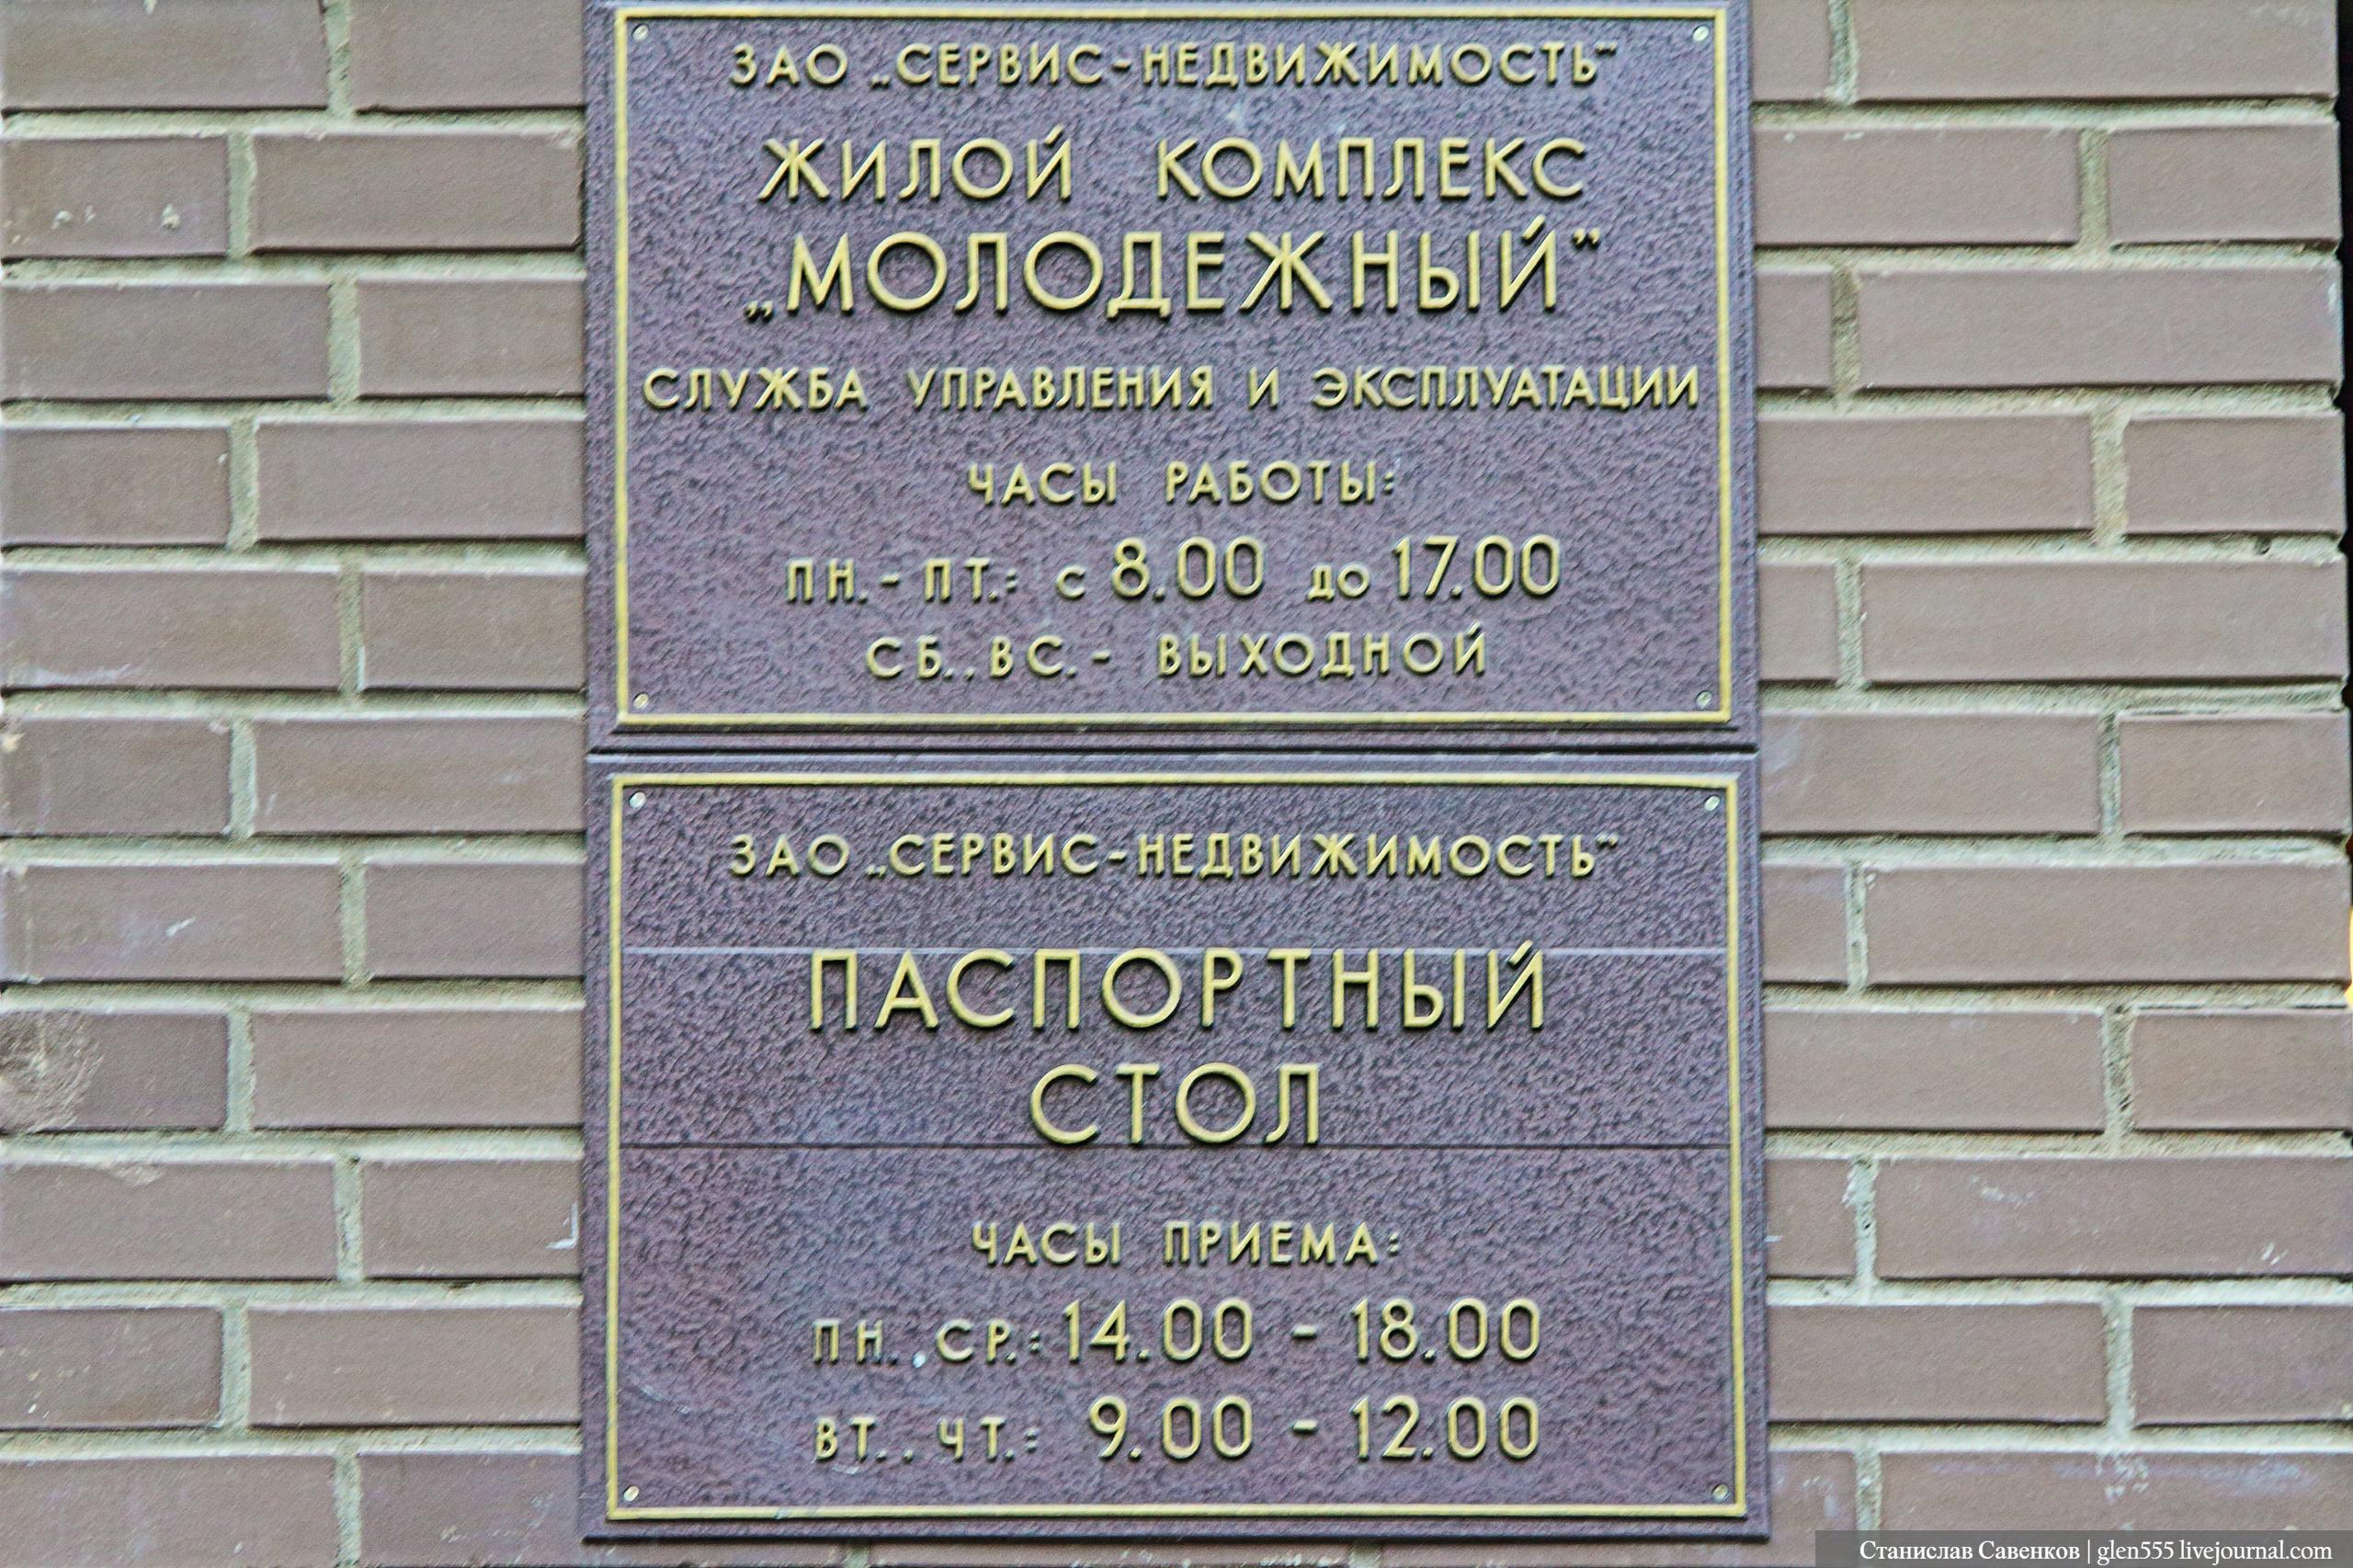 ЗАО „СЕРВИС-НЕДВИЖИМОСТЬ”
ЖИЛОЙ КОМПЛЕКС
„МОЛОДЕЖНЫЙ”
СЛУЖБА УПРАВЛЕНИЯ И ЭКСПЛУАТАЦИИ
ЧАСЫ РАБОТЫ:
ПН.- ПТ.: с 8.00 до 17.00
СБ.,ВС.- ВЫХОДНОЙ
ЗАО „СЕРВИС-НЕДВИЖИМОСТЬ”
ПАСПОРТНЫЙ
СТОЛ
ЧАСЫ ПРИЕМА:
ПН.,СР.: 14.00 - 18.00
ВТ., ЧТ.: 9.00 - 12.00
Станислав Савенков | glen555 livejournal.com